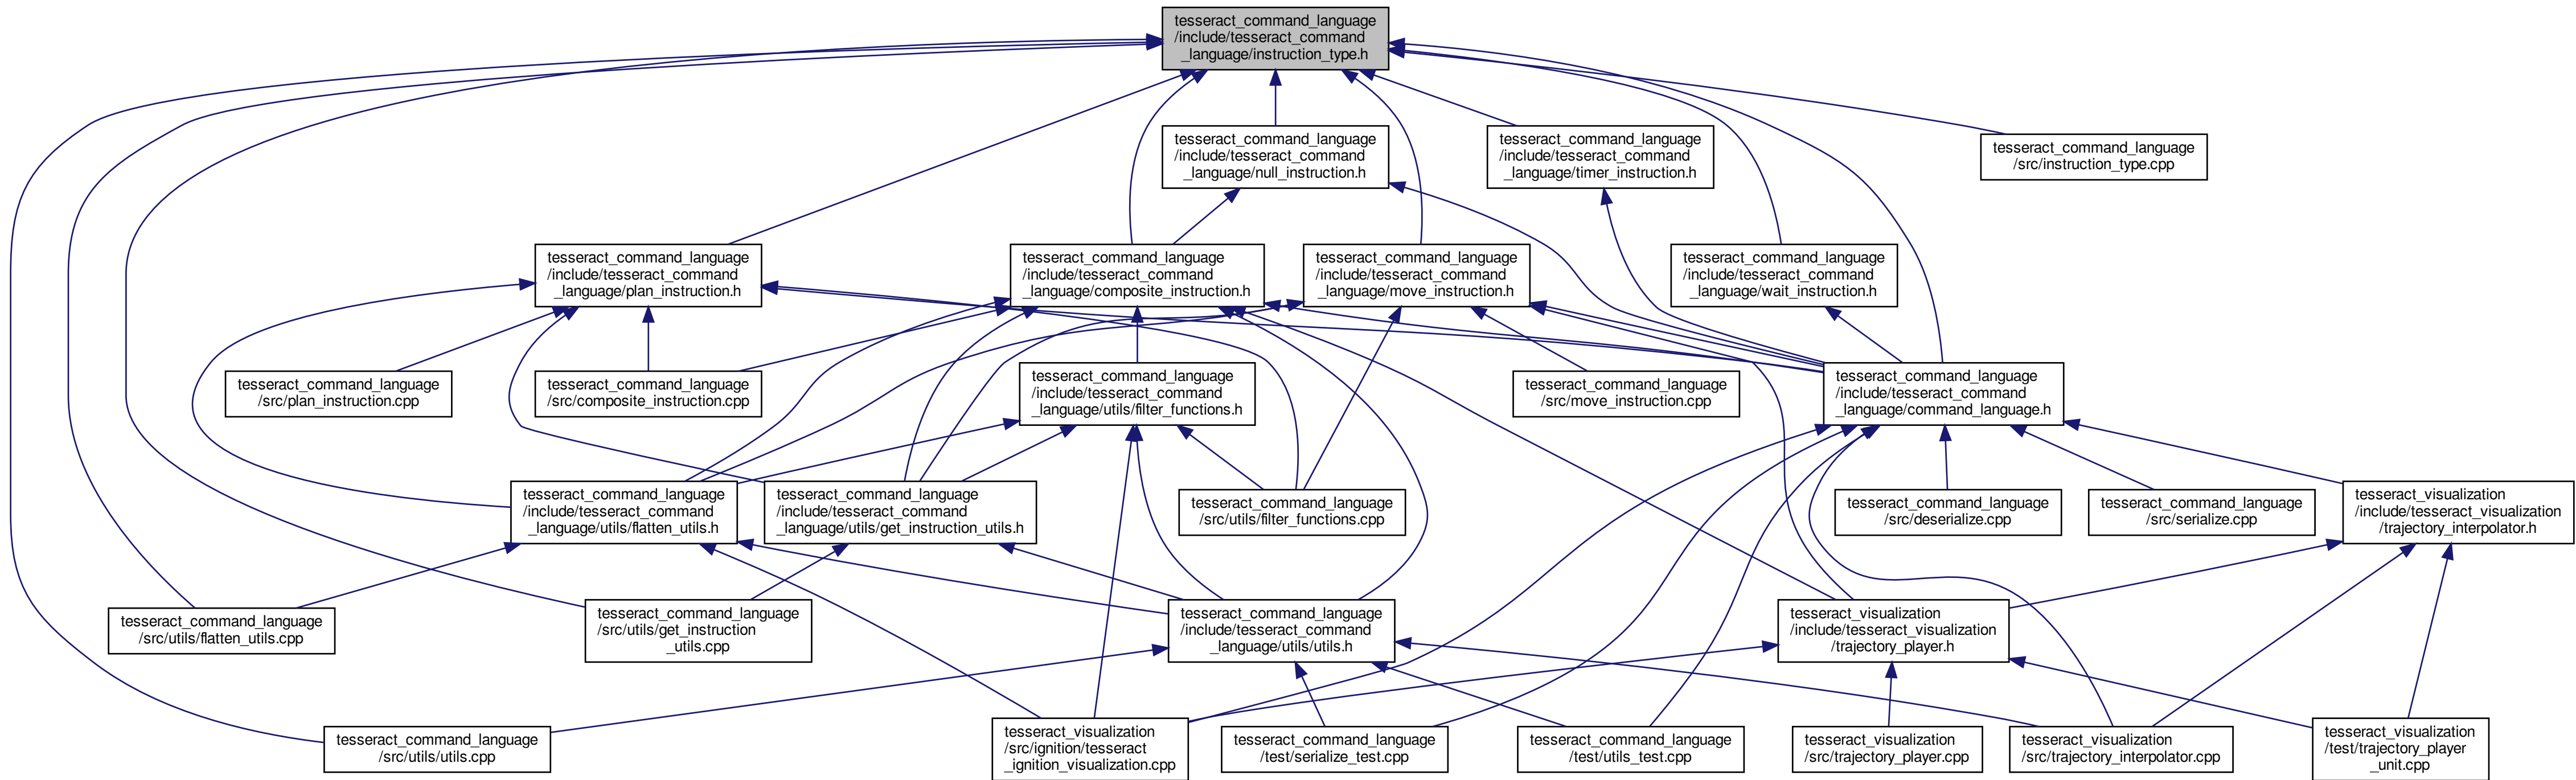 tesseract_command_language
/include/tesseract_command
_language/instruction_type.h
tesseract_command_language
/include/tesseract_command
_language/null_instruction.h
tesseract_command_language
/include/tesseract_command
_language/timer_instruction.h
tesseract_command_language
/src/instruction_type.cpp
tesseract_command_language
/include/tesseract_command
_language/plan_instruction.h
tesseract_command_language
/include/tesseract_command
_language/composite_instruction.h
tesseract_command_language
/include/tesseract_command
_language/move_instruction.h
tesseract_command_language
/include/tesseract_command
_language/wait_instruction.h
tesseract_command_language
/src/plan_instruction.cpp
tesseract_command_language
/src/composite_instruction.cpp
tesseract_command_language
/include/tesseract_command
_language/utils/filter_functions.h
tesseract_command_language
/src/move_instruction.cpp
tesseract_command_language
/include/tesseract_command
_language/command_language.h
tesseract_command_language
/include/tesseract_command
_language/utils/flatten_utils.h
tesseract_command_language
/include/tesseract_command
_language/utils/get_instruction_utils.h
tesseract_command_language
/src/utils/filter_functions.cpp
tesseract_command_language
/src/deserialize.cpp
tesseract_command_language
/src/serialize.cpp
tesseract_visualization
/include/tesseract_visualization
/trajectory_interpolator.h
tesseract_command_language
/src/utils/flatten_utils.cpp
tesseract_command_language
/src/utils/get_instruction
_utils.cpp
tesseract_command_language
/include/tesseract_command
_language/utils/utils.h
tesseract_visualization
/include/tesseract_visualization
/trajectory_player.h
tesseract_command_language
/src/utils/utils.cpp
tesseract_visualization
/src/ignition/tesseract
_ignition_visualization.cpp
tesseract_command_language
/test/serialize_test.cpp
tesseract_command_language
/test/utils_test.cpp
tesseract_visualization
/src/trajectory_player.cpp
tesseract_visualization
/src/trajectory_interpolator.cpp
tesseract_visualization
/test/trajectory_player
_unit.cpp